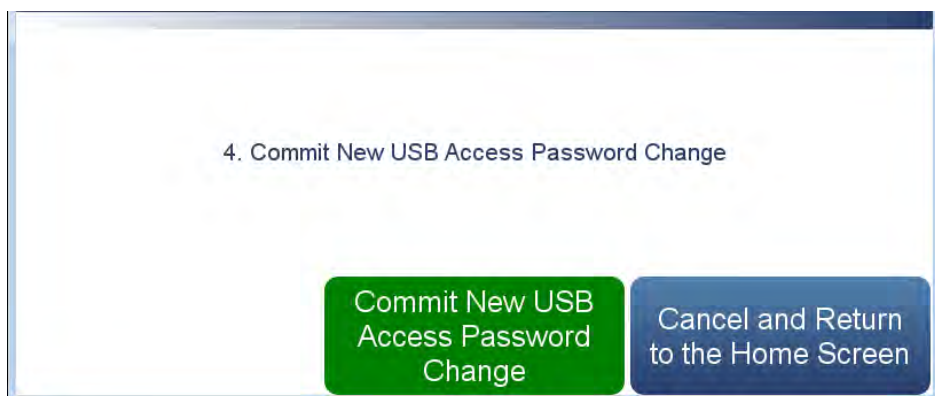 4. Commit New USB Access Password Change
Commit New USB
Access Password
Change
Cancel and Return
to the Home Screen